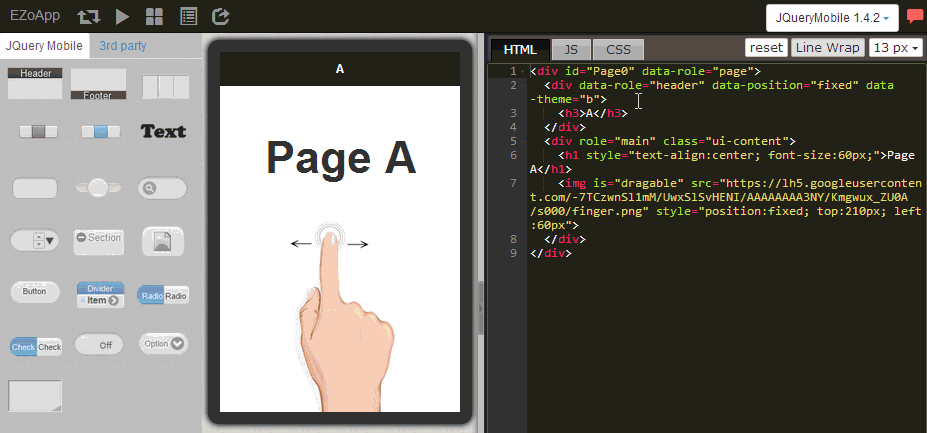 EZoApp
JQueryMobile 1.4.2
JQuery Mobile
3rd party
Header
Footer
Text
Section
Button
Divider
Item
Radio Radio
Check Check
Off
Option
A
Page A
HTML
JS
CSS
reset
Line Wrap
13 px
1 <div id="Page0" data-role="page">
2 <div data-role="header" data-position="fixed" data
-theme="b">
3 <h3>A</h3>
4 </div>
5 <div role="main" class="ui-content">
6 <h1 style="text-align:center; font-size:60px;">Page
A</h1>
7 <img is="dragable" src="https://lh5.googleuserconten
t.com/-7TCzwnSl1mM/UwxSlSvHENI/AAAAAAAA3NY/Kmgwux_ZU0A
/s000/finger.png" style="position:fixed; top:210px; left
:60px">
8 </div>
9 </div>